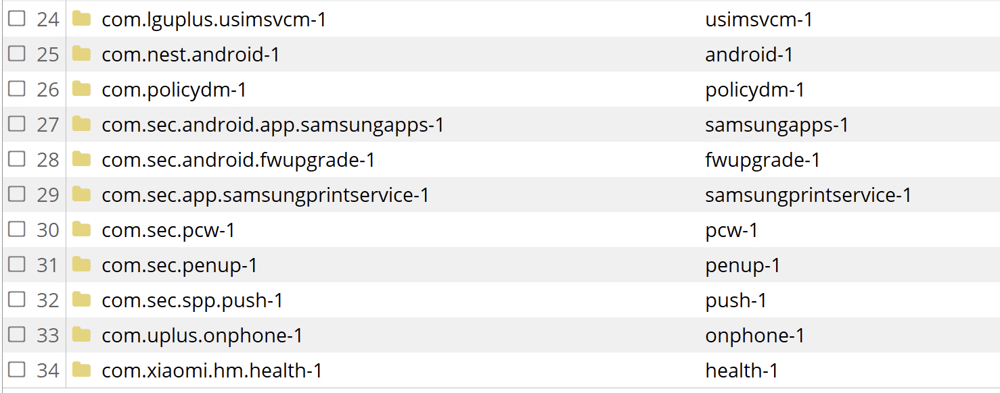 24 com.lguplus.usimsvcm-1 usimsvcm-1
25 com.nest.android-1 android-1
26 com.policydm-1 policydm-1
27 com.sec.android.app.samsungapps-1 samsungapps-1
28 com.sec.android.fwupgrade-1 fwupgrade-1
29 com.sec.app.samsungprintservice-1 samsungprintservice-1
30 com.sec.pcw-1 pcw-1
31 com.sec.penup-1 penup-1
32 com.sec.spp.push-1 push-1
33 com.uplus.onphone-1 onphone-1
34 com.xiaomi.hm.health-1 health-1